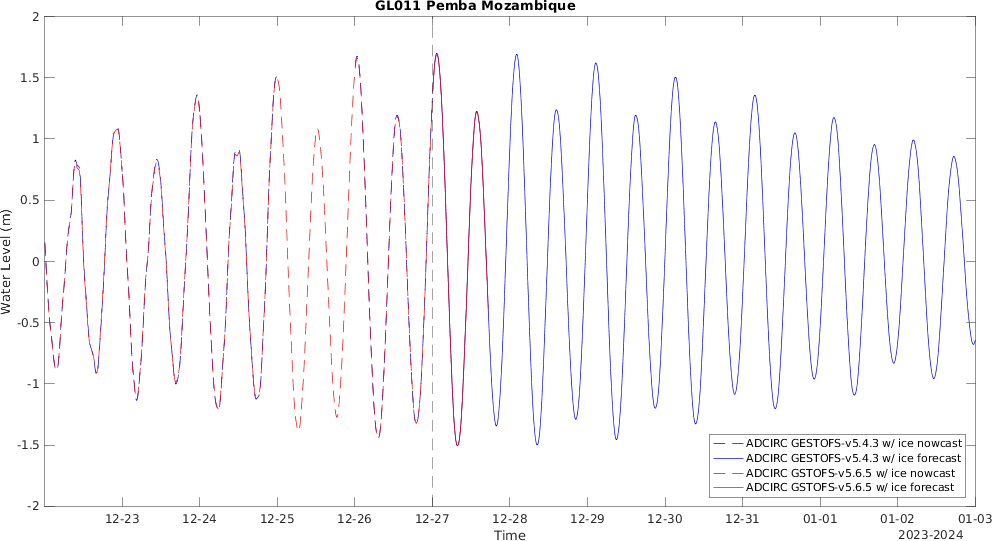 GL011 Pemba Mozambique
2
1.5
1
0.5
0
-0.5
-1
-1.5
-2
Water Level (m)
12-23 12-24 12-25 12-26 12-27 12-28 12-29 12-30 12-31 01-01 01-02 01-03
Time
2023-2024
ADCIRC GESTOFS-v5.4.3 w/ ice nowcast
ADCIRC GESTOFS-v5.4.3 w/ ice forecast
ADCIRC GSTOFS-v5.6.5 w/ ice nowcast
ADCIRC GSTOFS-v5.6.5 w/ ice forecast